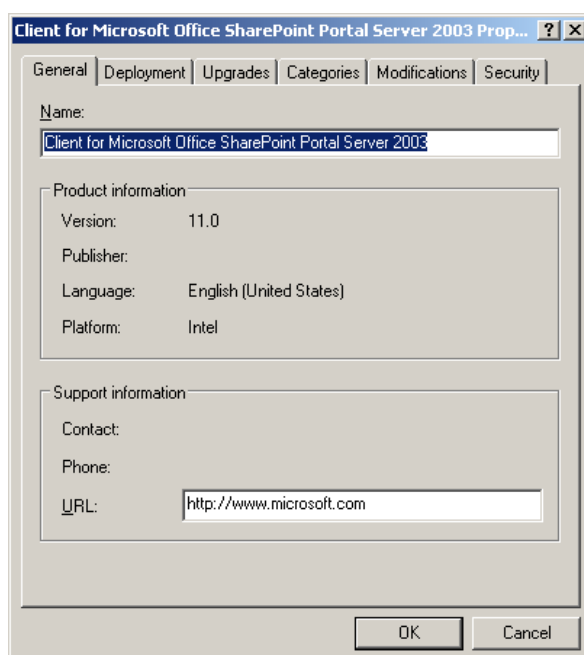 Client for Microsoft Office SharePoint Portal Server 2003 Prop... ? X
General Deployment Upgrades Categories Modifications Security
Name:
Client for Microsoft Office SharePoint Portal Server 2003
Product information
Version: 11.0
Publisher:
Language: English (United States)
Platform: Intel
Support information
Contact:
Phone:
URL: http://www.microsoft.com
OK Cancel